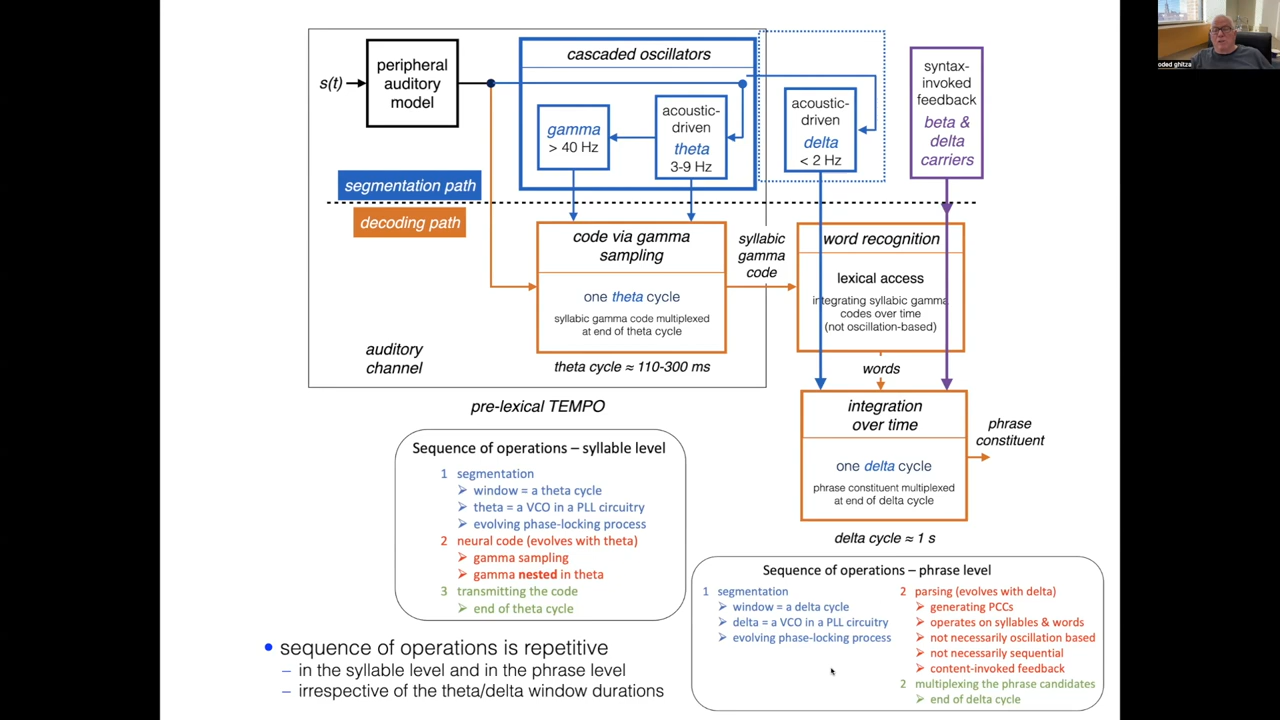 s(t)
peripheral
auditory
model
cascaded oscillators
gamma
> 40 Hz
acoustic-
driven
theta
3-9 Hz
acoustic-
driven
delta
< 2 Hz
syntax-
invoked
feedback
beta &
delta
carriers
oded ghitza
segmentation path
decoding path
code via gamma
sampling
one theta cycle
syllabic gamma code multiplexed
at end of theta cycle
theta cycle ≈ 110-300 ms
syllabic
gamma
code
word recognition
lexical access
integrating syllabic gamma
codes over time
(not oscillation-based)
auditory
channel
pre-lexical TEMPO
words
integration
over time
one delta cycle
phrase constituent multiplexed
at end of delta cycle
delta cycle ≈ 1 s
phrase
constituent
Sequence of operations – syllable level
1 segmentation
➢ window = a theta cycle
➢ theta = a VCO in a PLL circuitry
➢ evolving phase-locking process
2 neural code (evolves with theta)
➢ gamma sampling
➢ gamma nested in theta
3 transmitting the code
➢ end of theta cycle
Sequence of operations – phrase level
1 segmentation
➢ window = a delta cycle
➢ delta = a VCO in a PLL circuitry
➢ evolving phase-locking process
2 parsing (evolves with delta)
➢ generating PCCs
➢ operates on syllables & words
➢ not necessarily oscillation based
➢ not necessarily sequential
➢ content-invoked feedback
2 multiplexing the phrase candidates
➢ end of delta cycle
• sequence of operations is repetitive
– in the syllable level and in the phrase level
– irrespective of the theta/delta window durations